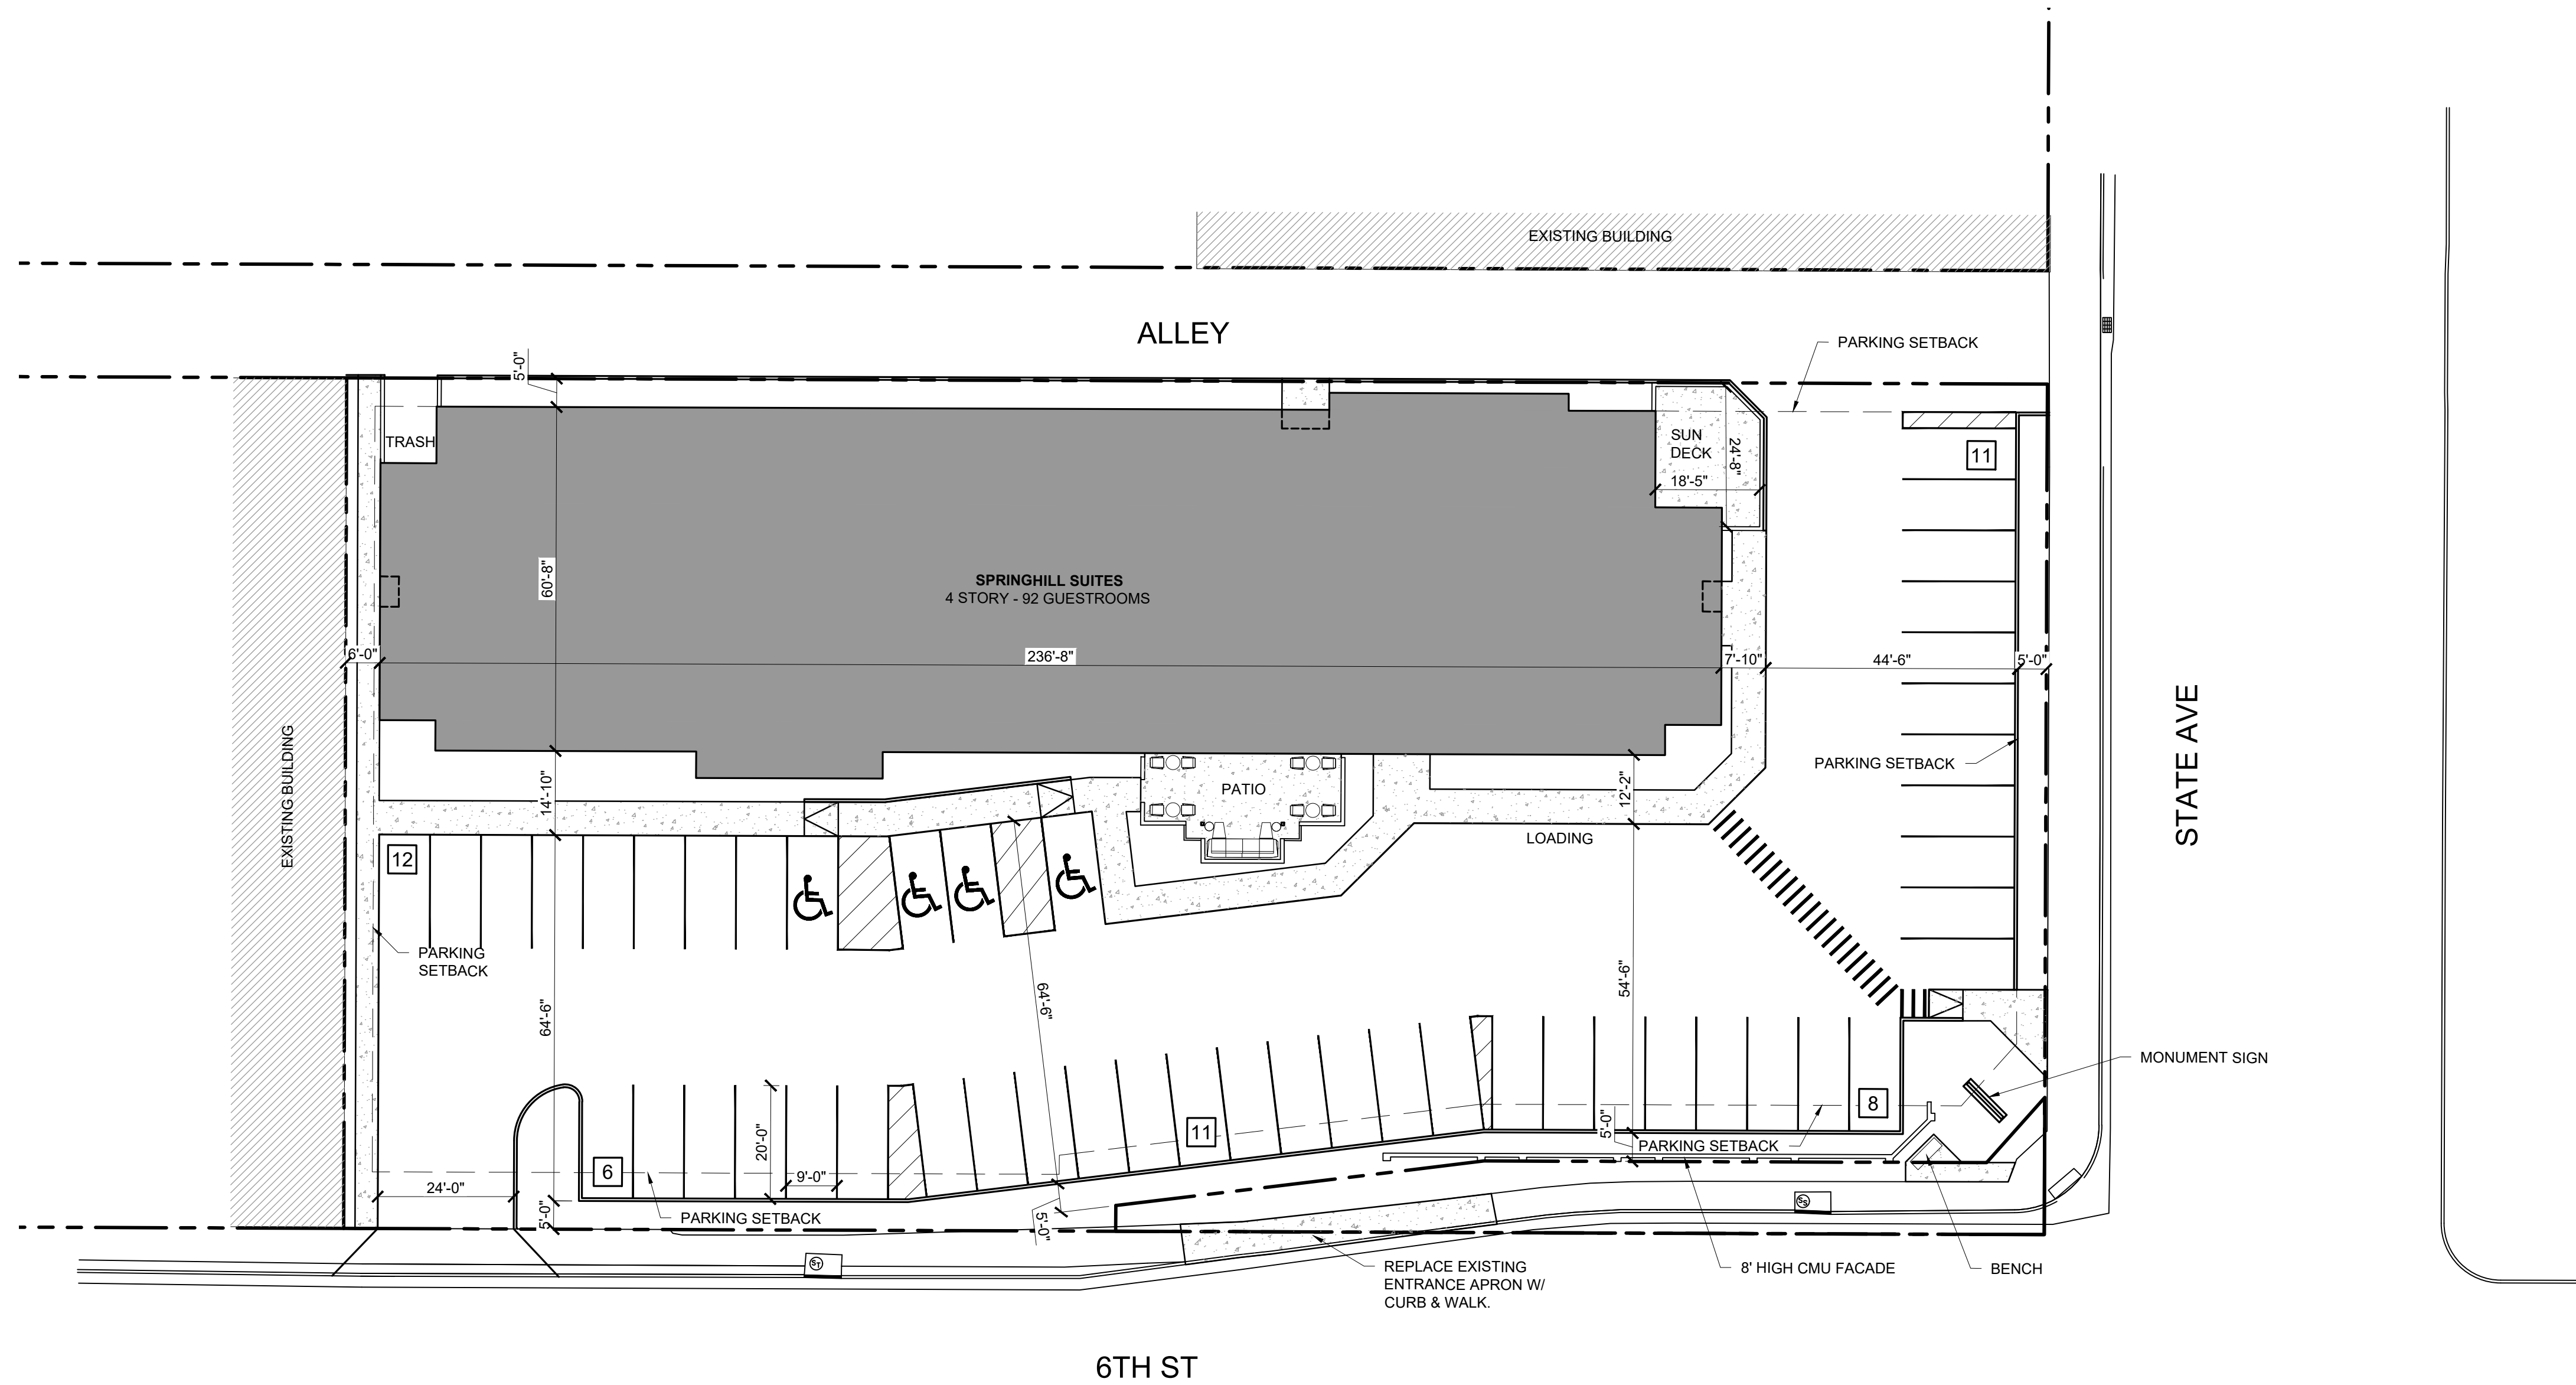 EXISTING BUILDING
ALLEY
PARKING SETBACK
5'-0"
TRASH
SUN
DECK
24'-8"
18'-5"
11
60'-8"
SPRINGHILL SUITES
4 STORY - 92 GUESTROOMS
6'-0"
236'-8"
7'-10"
44'-6"
5'-0"
EXISTING BUILDING
STATE AVE
PARKING SETBACK
14'-10"
PATIO
12'-2"
LOADING
12
PARKING
SETBACK
64'-6"
64'-6"
54'-6"
MONUMENT SIGN
20'-0"
9'-0"
6
11
8
5'-0"
PARKING SETBACK
24'-0"
5'-0"
PARKING SETBACK
5'-0"
SS
ST
REPLACE EXISTING
ENTRANCE APRON W/
CURB & WALK.
8' HIGH CMU FACADE
BENCH
6TH ST